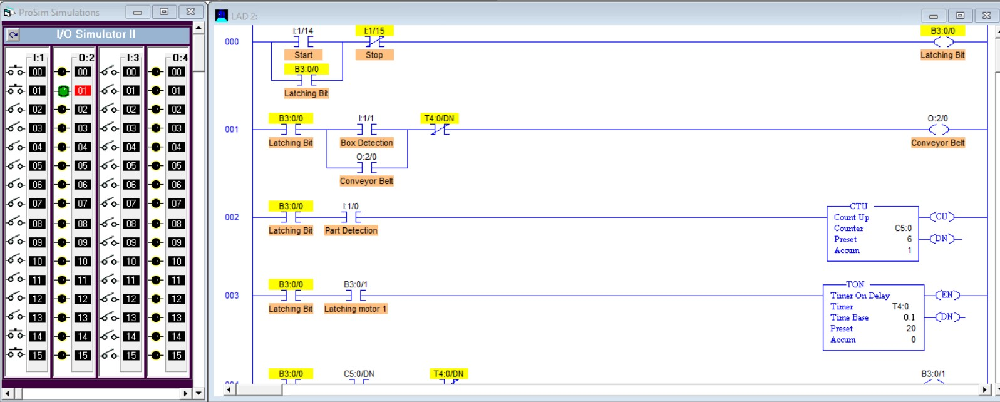 ProSim Simulations
I/O Simulator II
I:1 O:2 I:3 O:4
00 00 00 00
01 01 01 01
02 02 02 02
03 03 03 03
04 04 04 04
05 05 05 05
06 06 06 06
07 07 07 07
08 08 08 08
09 09 09 09
10 10 10 10
11 11 11 11
12 12 12 12
13 13 13 13
14 14 14 14
15 15 15 15
LAD 2:
I:1/14 I:1/15 B3:0/0
000
Start Stop Latching Bit
B3:0/0
Latching Bit
B3:0/0 I:1/1 T4:0/DN O:2/0
001
Latching Bit Box Detection Conveyor Belt
O:2/0
Conveyor Belt
B3:0/0 I:1/0 CTU
002 Count Up CU
Latching Bit Part Detection Counter C5:0
Preset 6 DN
Accum 1
B3:0/0 B3:0/1 TON
003 Timer On Delay EN
Latching Bit Latching motor 1 Timer T4:0
Time Base 0.1 DN
Preset 20
Accum 0
B3:0/0 C5:0/DN T4:0/DN B3:0/1